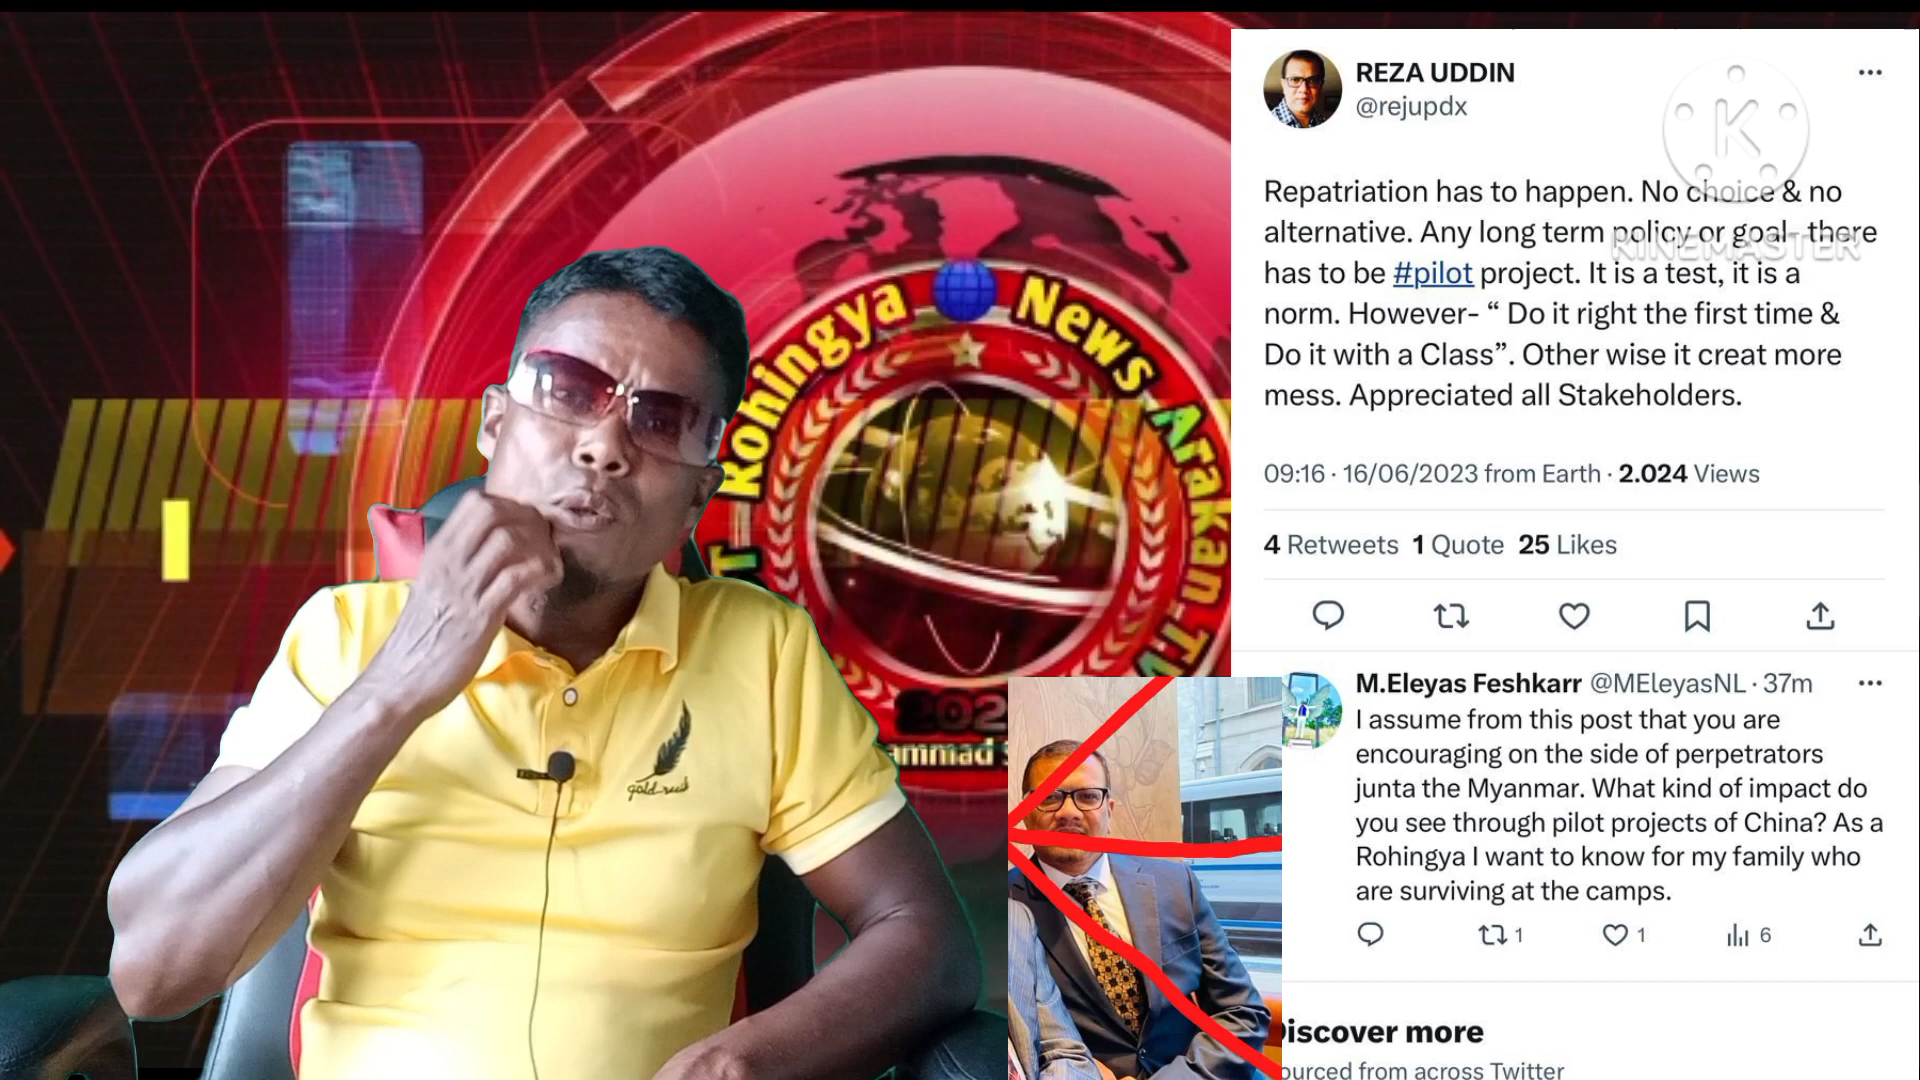 Rohingya News Arakan T.V
202
ammad
gold
REZA UDDIN
@rejupdx
K
KINEMASTER
Repatriation has to happen. No choice & no
alternative. Any long term policy or goal- there
has to be #pilot project. It is a test, it is a
norm. However- “ Do it right the first time &
Do it with a Class”. Other wise it creat more
mess. Appreciated all Stakeholders.
09:16 · 16/06/2023 from Earth · 2.024 Views
4 Retweets 1 Quote 25 Likes
M.Eleyas Feshkarr @MEleyasNL · 37m
I assume from this post that you are
encouraging on the side of perpetrators
junta the Myanmar. What kind of impact do
you see through pilot projects of China? As a
Rohingya I want to know for my family who
are surviving at the camps.
1 1 6
Discover more
ourced from across Twitter